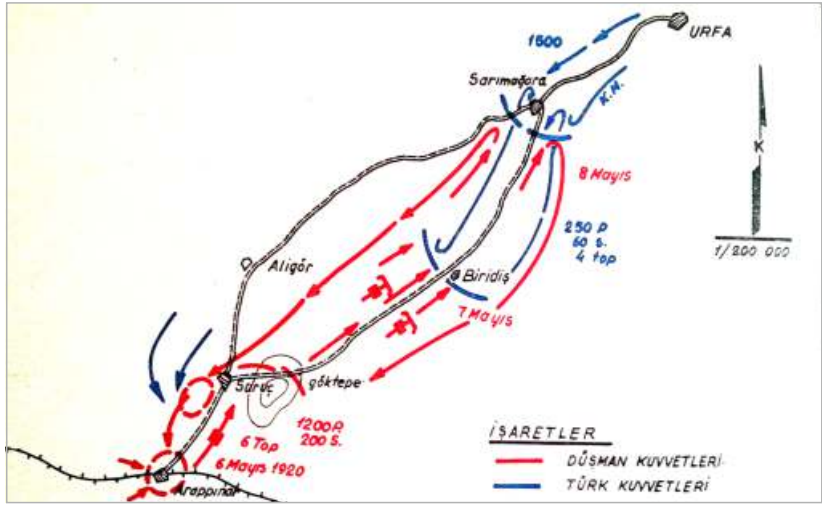 URFA
1500
Sarımağara
K.M.
K
8 Mayıs
250 P.
60 S.
4 top
1/200 000
Aligör
Biridiş
7 Mayıs
Suruç
göktepe
1200 P.
200 S.
6 Top
6 Mayıs 1920
Arappınar
İŞARETLER
DÜŞMAN KUVVETLERİ
TÜRK KUVVETLERİ